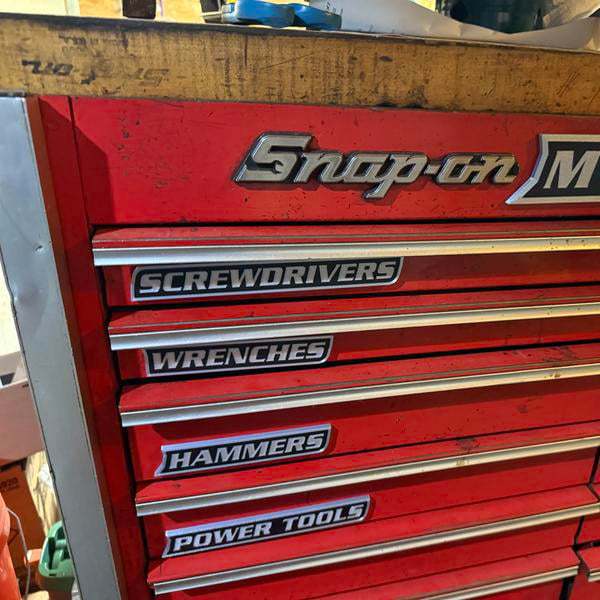 Snap-on M
SCREWDRIVERS
WRENCHES
HAMMERS
POWER TOOLS